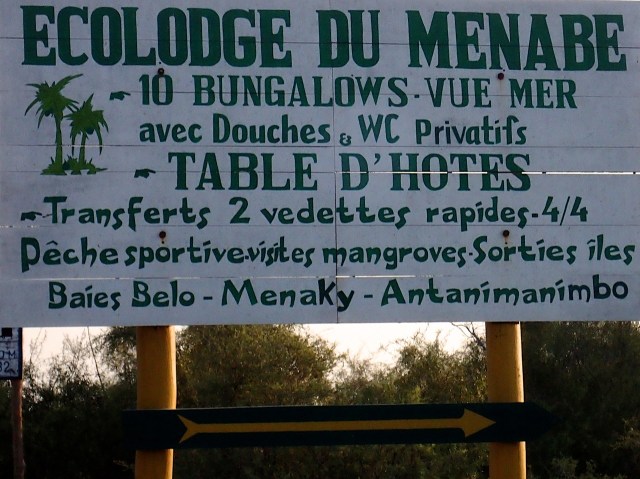 ECOLODGE DU MENABE
10 BUNGALOWS - VUE MER
avec Douches & WC Privatifs
TABLE D'HOTES
Transferts 2 vedettes rapides - 4/4
Pêche sportive - visites mangroves - Sorties îles
Baies Belo - Menaky - Antanimanimbo